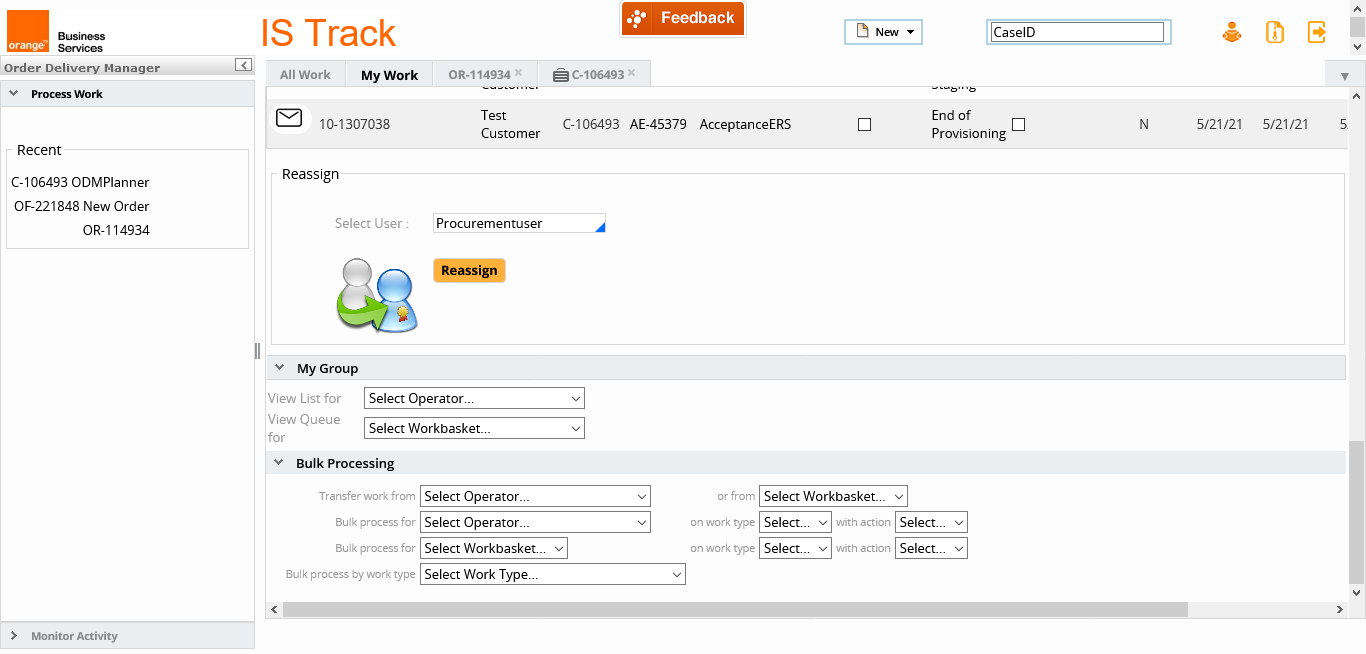 orange™
Business
Services
IS Track
Feedback
New
CaseID
Order Delivery Manager
Process Work
Recent
C-106493 ODMPlanner
OF-221848 New Order
OR-114934
Monitor Activity
All Work My Work OR-114934 × C-106493 ×
Customer Staging
10-1307038 Test Customer C-106493 AE-45379 AcceptanceERS End of Provisioning N 5/21/21 5/21/21 5
Reassign
Select User : Procurementuser
Reassign
My Group
View List for Select Operator...
View Queue for Select Workbasket...
Bulk Processing
Transfer work from Select Operator... or from Select Workbasket...
Bulk process for Select Operator... on work type Select... with action Select...
Bulk process for Select Workbasket... on work type Select... with action Select...
Bulk process by work type Select Work Type...